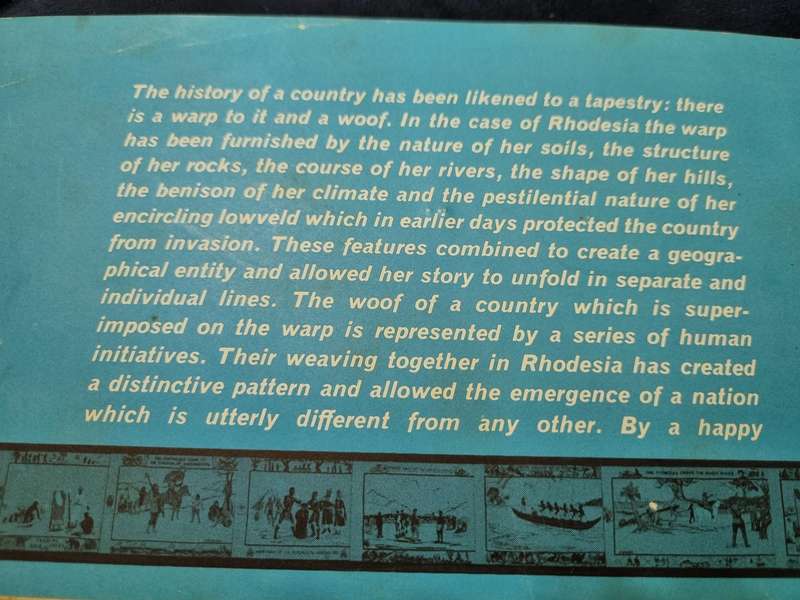 The history of a country has been likened to a tapestry: there
is a warp to it and a woof. In the case of Rhodesia the warp
has been furnished by the nature of her soils, the structure
of her rocks, the course of her rivers, the shape of her hills,
the benison of her climate and the pestilential nature of her
encircling lowveld which in earlier days protected the country
from invasion. These features combined to create a geogra-
phical entity and allowed her story to unfold in separate and
individual lines. The woof of a country which is super-
imposed on the warp is represented by a series of human
initiatives. Their weaving together in Rhodesia has created
a distinctive pattern and allowed the emergence of a nation
which is utterly different from any other. By a happy